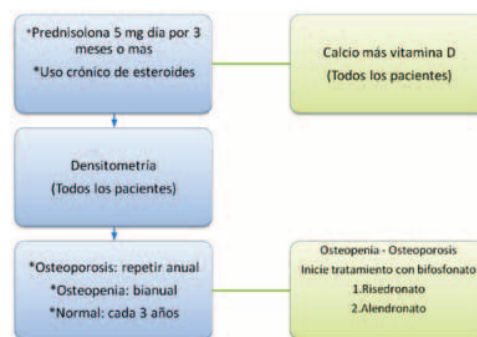 *Prednisolona 5 mg día por 3
meses o mas
*Uso crónico de esteroides
Calcio más vitamina D
(Todos los pacientes)
Densitometría
(Todos los pacientes)
*Osteoporosis: repetir anual
*Osteopenia: bianual
*Normal: cada 3 años
Osteopenia - Osteoporosis
Inicie tratamiento con bifosfonato
1.Risedronato
2.Alendronato